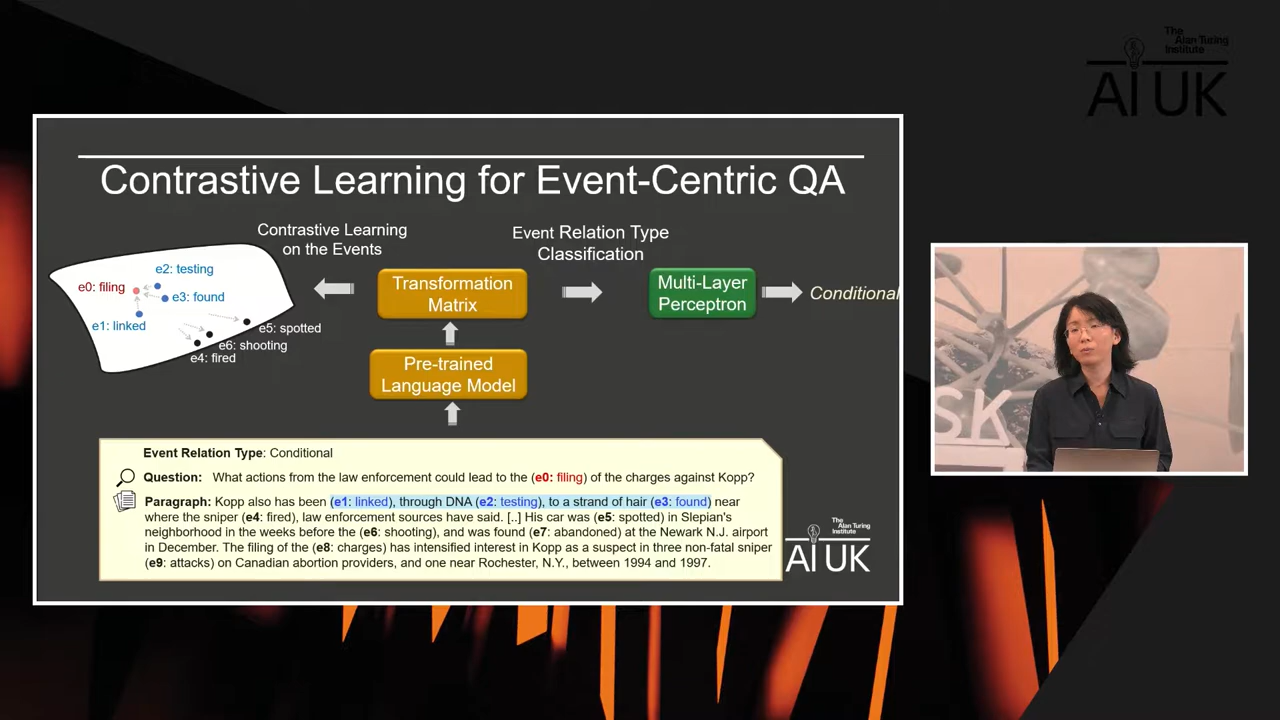 The
Alan Turing
Institute
AI UK
Contrastive Learning for Event-Centric QA
Contrastive Learning
on the Events
Event Relation Type
Classification
e2: testing
e0: filing
e3: found
e1: linked
e5: spotted
e6: shooting
e4: fired
Transformation
Matrix
Multi-Layer
Perceptron
Conditional
Pre-trained
Language Model
Event Relation Type: Conditional
Question: What actions from the law enforcement could lead to the (e0: filing) of the charges against Kopp?
Paragraph: Kopp also has been (e1: linked), through DNA (e2: testing), to a strand of hair (e3: found) near
where the sniper (e4: fired), law enforcement sources have said. [..] His car was (e5: spotted) in Slepian's
neighborhood in the weeks before the (e6: shooting), and was found (e7: abandoned) at the Newark N.J. airport
in December. The filing of the (e8: charges) has intensified interest in Kopp as a suspect in three non-fatal sniper
(e9: attacks) on Canadian abortion providers, and one near Rochester, N.Y., between 1994 and 1997.
The
Alan Turing
Institute
AI UK
SK